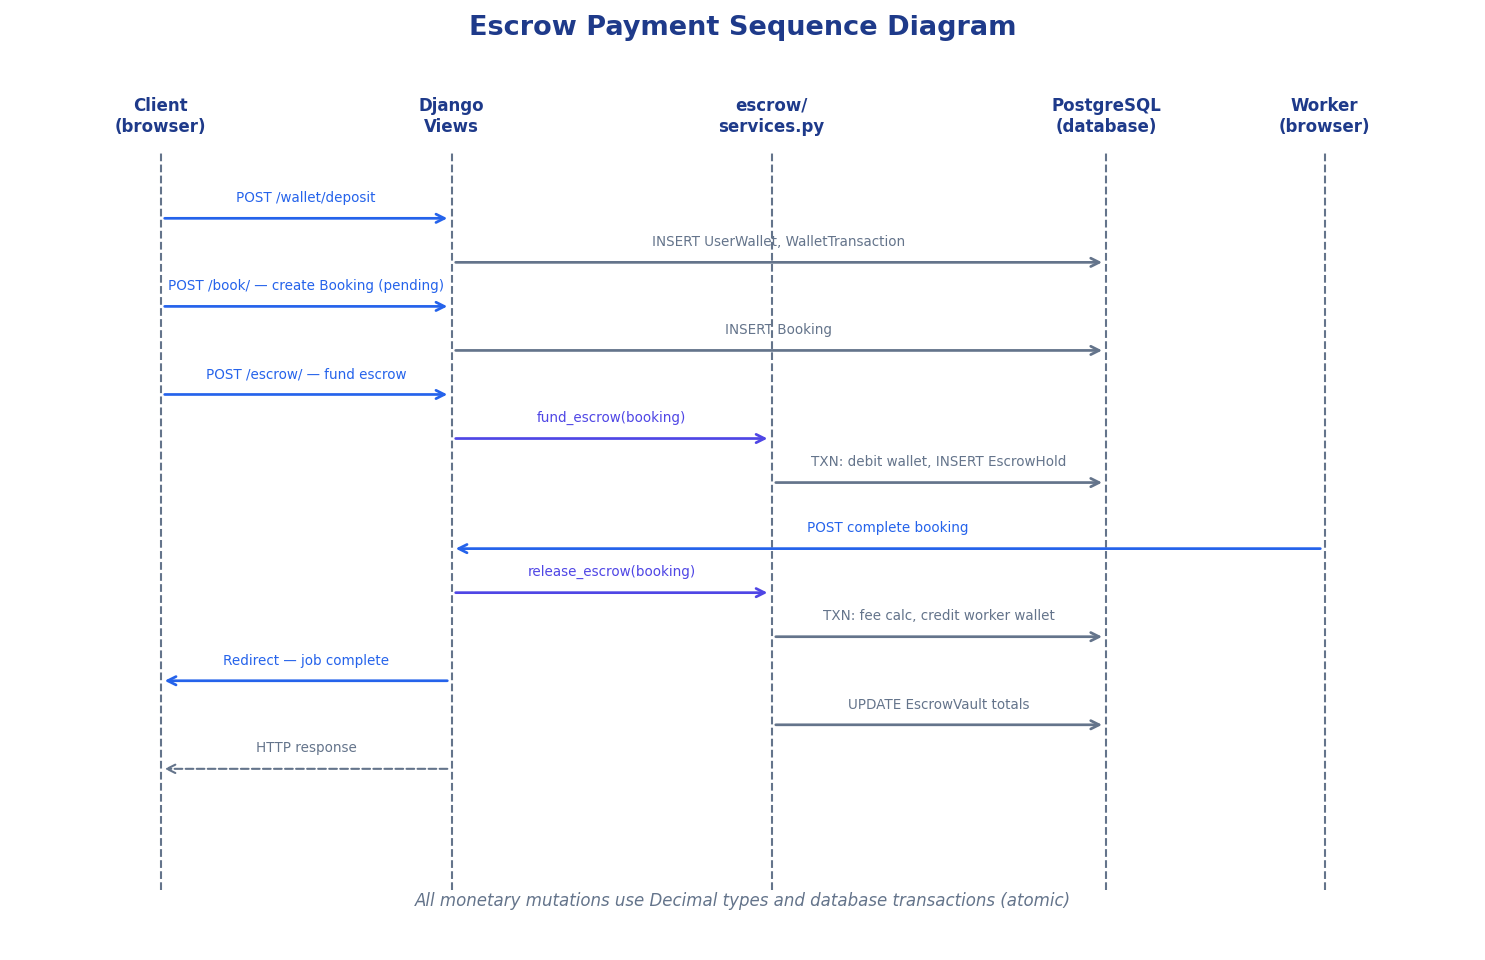 Escrow Payment Sequence Diagram
Client
(browser)
Django
Views
escrow/
services.py
PostgreSQL
(database)
Worker
(browser)
POST /wallet/deposit
INSERT UserWallet, WalletTransaction
POST /book/ — create Booking (pending)
INSERT Booking
POST /escrow/ — fund escrow
fund_escrow(booking)
TXN: debit wallet, INSERT EscrowHold
POST complete booking
release_escrow(booking)
TXN: fee calc, credit worker wallet
Redirect — job complete
UPDATE EscrowVault totals
HTTP response
All monetary mutations use Decimal types and database transactions (atomic)